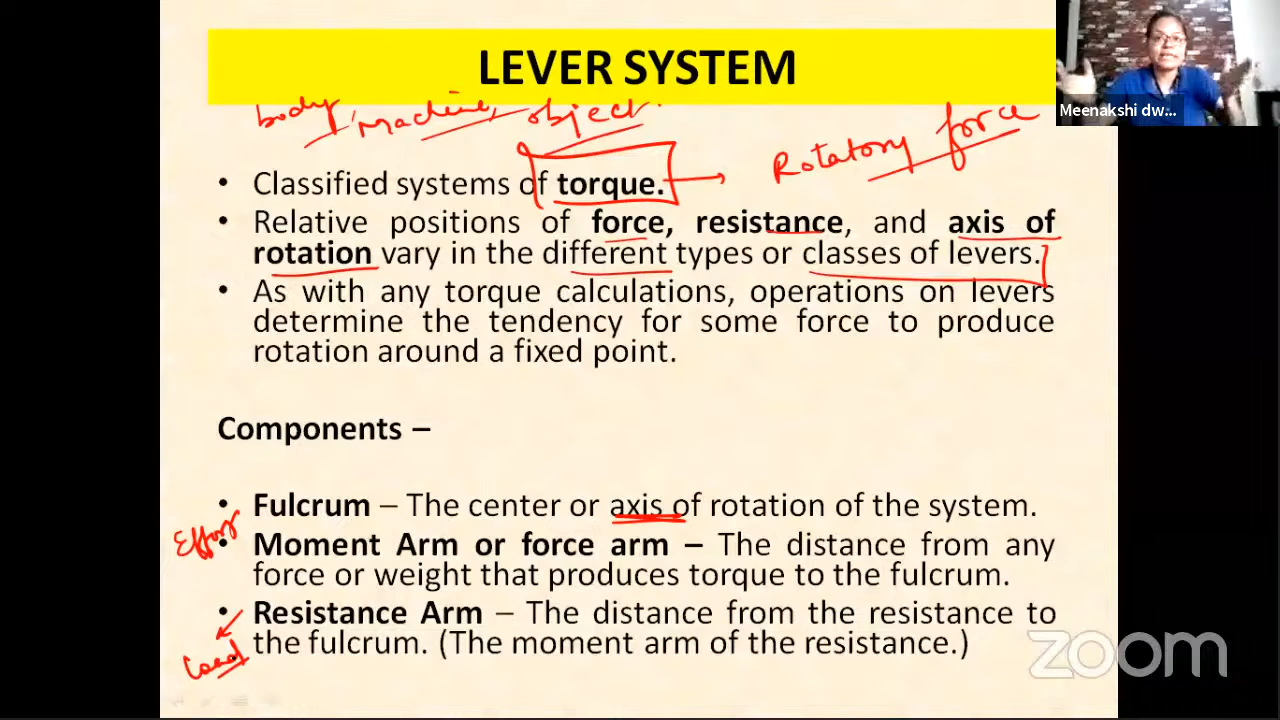 LEVER SYSTEM
Meenakshi dw...
body, Machine, object.
Rotatory force
• Classified systems of torque.
• Relative positions of force, resistance, and axis of
rotation vary in the different types or classes of levers.
• As with any torque calculations, operations on levers
determine the tendency for some force to produce
rotation around a fixed point.
Components –
• Fulcrum – The center or axis of rotation of the system.
Effort
• Moment Arm or force arm – The distance from any
force or weight that produces torque to the fulcrum.
• Resistance Arm – The distance from the resistance to
the fulcrum. (The moment arm of the resistance.)
Load
zoom